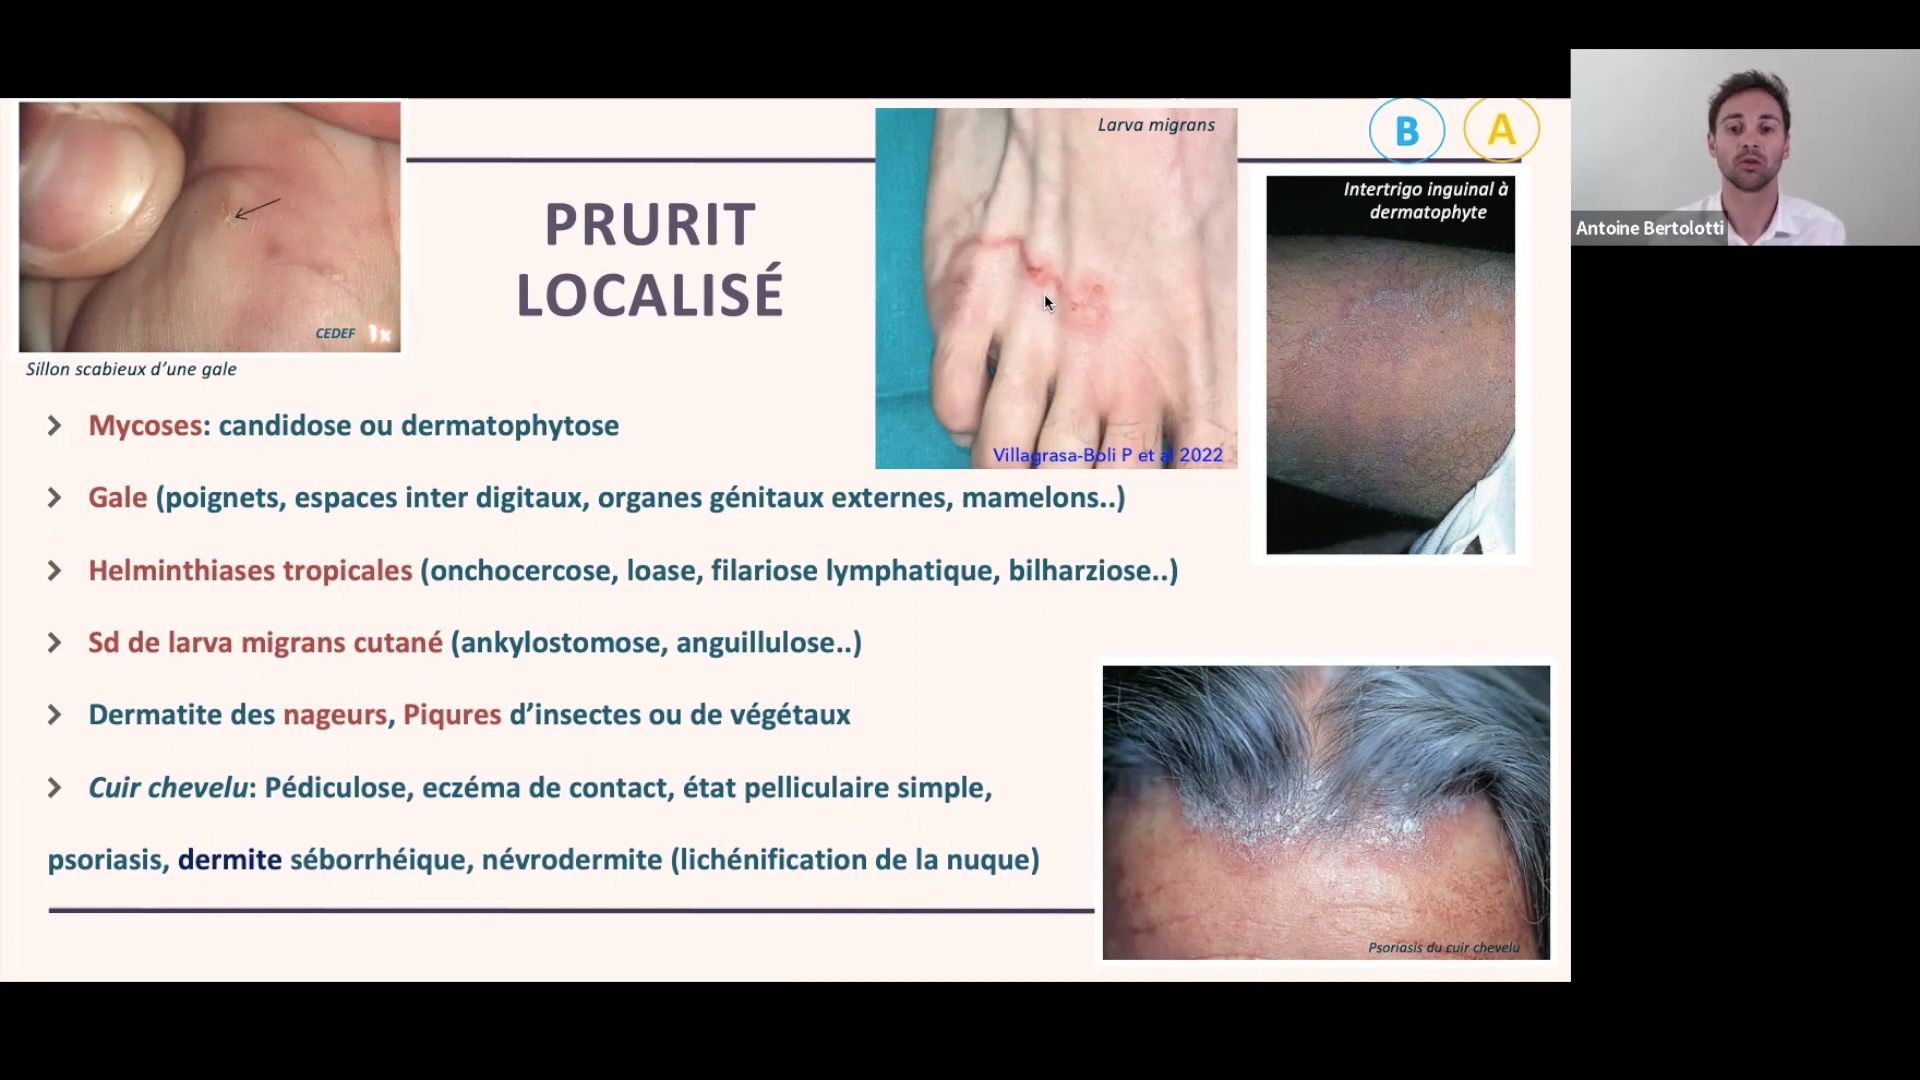 Larva migrans
B
A
PRURIT
LOCALISÉ
Intertrigo inguinal à
dermatophyte
Antoine Bertolotti
CEDEF
1x
Sillon scabieux d’une gale
Villagrasa-Boli P et al 2022
Mycoses: candidose ou dermatophytose
Gale (poignets, espaces inter digitaux, organes génitaux externes, mamelons..)
Helminthiases tropicales (onchocercose, loase, filariose lymphatique, bilharziose..)
Sd de larva migrans cutané (ankylostomose, anguillulose..)
Dermatite des nageurs, Piqures d’insectes ou de végétaux
Cuir chevelu: Pédiculose, eczéma de contact, état pelliculaire simple,
psoriasis, dermite séborrhéique, névrodermite (lichénification de la nuque)
Psoriasis du cuir chevelu